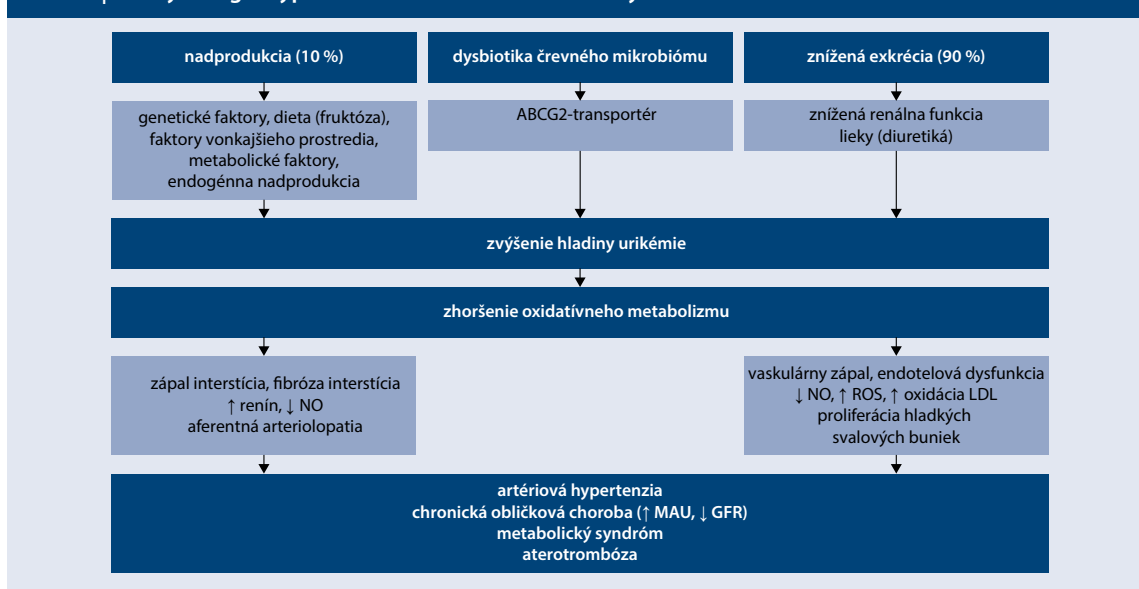 nadprodukcia (10 %)
genetické faktory, dieta (fruktóza),
faktory vonkajšieho prostredia,
metabolické faktory,
endogénna nadprodukcia
dysbiotika črevného mikrobiómu
ABCG2-transportér
znížená exkrécia (90 %)
znížená renálna funkcia
lieky (diuretiká)
zvýšenie hladiny urikémie
zhoršenie oxidatívneho metabolizmu
zápal interstícia, fibróza interstícia
↑ renín, ↓ NO
aferentná arteriolopatia
vaskulárny zápal, endotelová dysfunkcia
↓ NO, ↑ ROS, ↑ oxidácia LDL
proliferácia hladkých
svalových buniek
artériová hypertenzia
chronická obličková choroba (↑ MAU, ↓ GFR)
metabolický syndróm
aterotrombóza